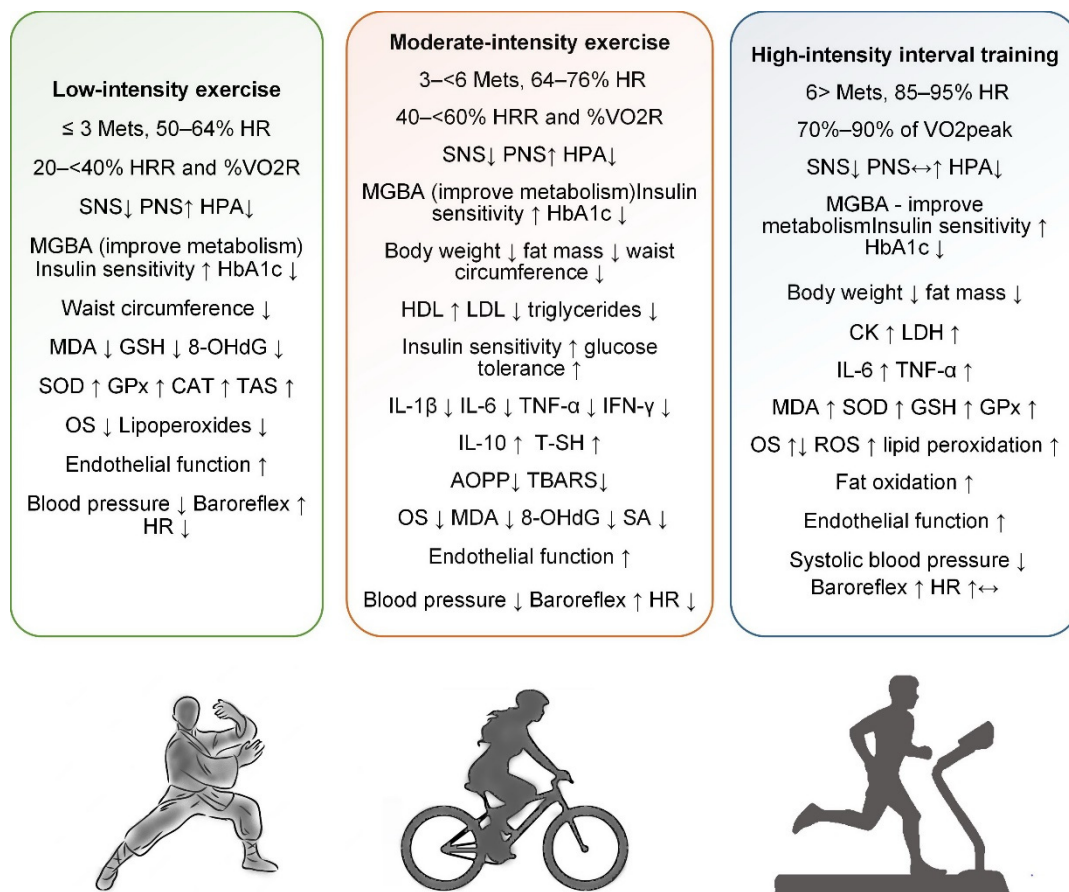 Low-intensity exercise
≤ 3 Mets, 50–64% HR
20–<40% HRR and %VO2R
SNS↓ PNS↑ HPA↓
MGBA (improve metabolism)
Insulin sensitivity ↑ HbA1c ↓
Waist circumference ↓
MDA ↓ GSH ↓ 8-OHdG ↓
SOD ↑ GPx ↑ CAT ↑ TAS ↑
OS ↓ Lipoperoxides ↓
Endothelial function ↑
Blood pressure ↓ Baroreflex ↑
HR ↓
Moderate-intensity exercise
3–<6 Mets, 64–76% HR
40–<60% HRR and %VO2R
SNS↓ PNS↑ HPA↓
MGBA (improve metabolism)Insulin
sensitivity ↑ HbA1c ↓
Body weight ↓ fat mass ↓ waist
circumference ↓
HDL ↑ LDL ↓ triglycerides ↓
Insulin sensitivity ↑ glucose
tolerance ↑
IL-1β ↓ IL-6 ↓ TNF-α ↓ IFN-γ ↓
IL-10 ↑ T-SH ↑
AOPP↓ TBARS↓
OS ↓ MDA ↓ 8-OHdG ↓ SA ↓
Endothelial function ↑
Blood pressure ↓ Baroreflex ↑ HR ↓
High-intensity interval training
6> Mets, 85–95% HR
70%–90% of VO2peak
SNS↓ PNS↔↑ HPA↓
MGBA - improve
metabolismInsulin sensitivity ↑
HbA1c ↓
Body weight ↓ fat mass ↓
CK ↑ LDH ↑
IL-6 ↑ TNF-α ↑
MDA ↑ SOD ↑ GSH ↑ GPx ↑
OS ↑↓ ROS ↑ lipid peroxidation ↑
Fat oxidation ↑
Endothelial function ↑
Systolic blood pressure ↓
Baroreflex ↑ HR ↑↔